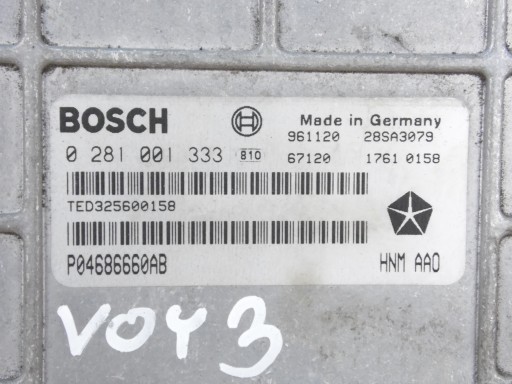 BOSCH Made in Germany
961120 28SA3079
0 281 001 333 810 67120 1761 0158
TED325600158
P04686660AB HNM AAO
VOY 3